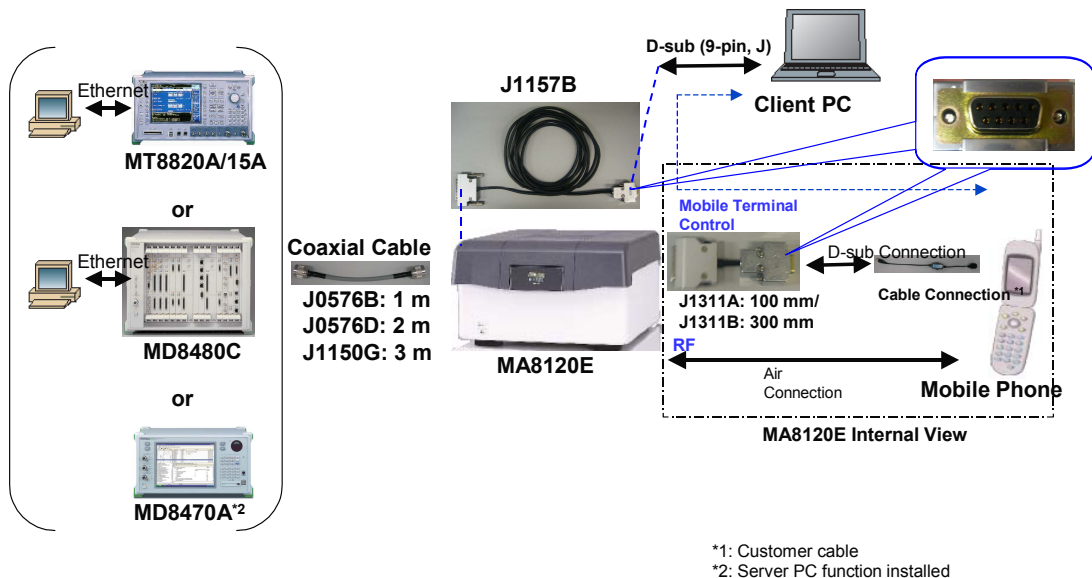 Ethernet
MT8820A/15A
or
Ethernet
MD8480C
or
MD8470A*2
Coaxial Cable
J0576B: 1 m
J0576D: 2 m
J1150G: 3 m
J1157B
MA8120E
D-sub (9-pin, J)
Client PC
Mobile Terminal
Control
D-sub Connection
Cable Connection *1
J1311A: 100 mm/
J1311B: 300 mm
RF
Air
Connection
Mobile Phone
MA8120E Internal View
*1: Customer cable
*2: Server PC function installed